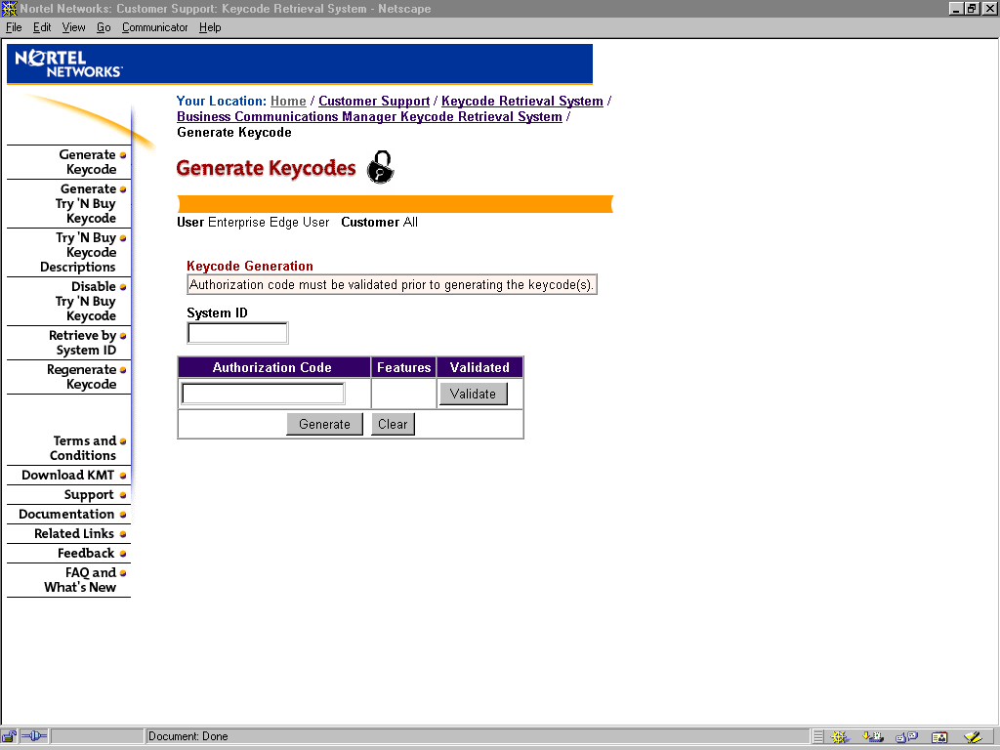 Nortel Networks: Customer Support: Keycode Retrieval System - Netscape
File Edit View Go Communicator Help
NORTEL
NETWORKS™
Your Location: Home / Customer Support / Keycode Retrieval System /
Business Communications Manager Keycode Retrieval System /
Generate Keycode
Generate Keycodes
User Enterprise Edge User Customer All
Keycode Generation
Authorization code must be validated prior to generating the keycode(s).
System ID
Authorization Code Features Validated
Validate
Generate Clear
Generate
Keycode
Generate
Try 'N Buy
Keycode
Try 'N Buy
Keycode
Descriptions
Disable
Try 'N Buy
Keycode
Retrieve by
System ID
Regenerate
Keycode
Terms and
Conditions
Download KMT
Support
Documentation
Related Links
Feedback
FAQ and
What's New
Document: Done